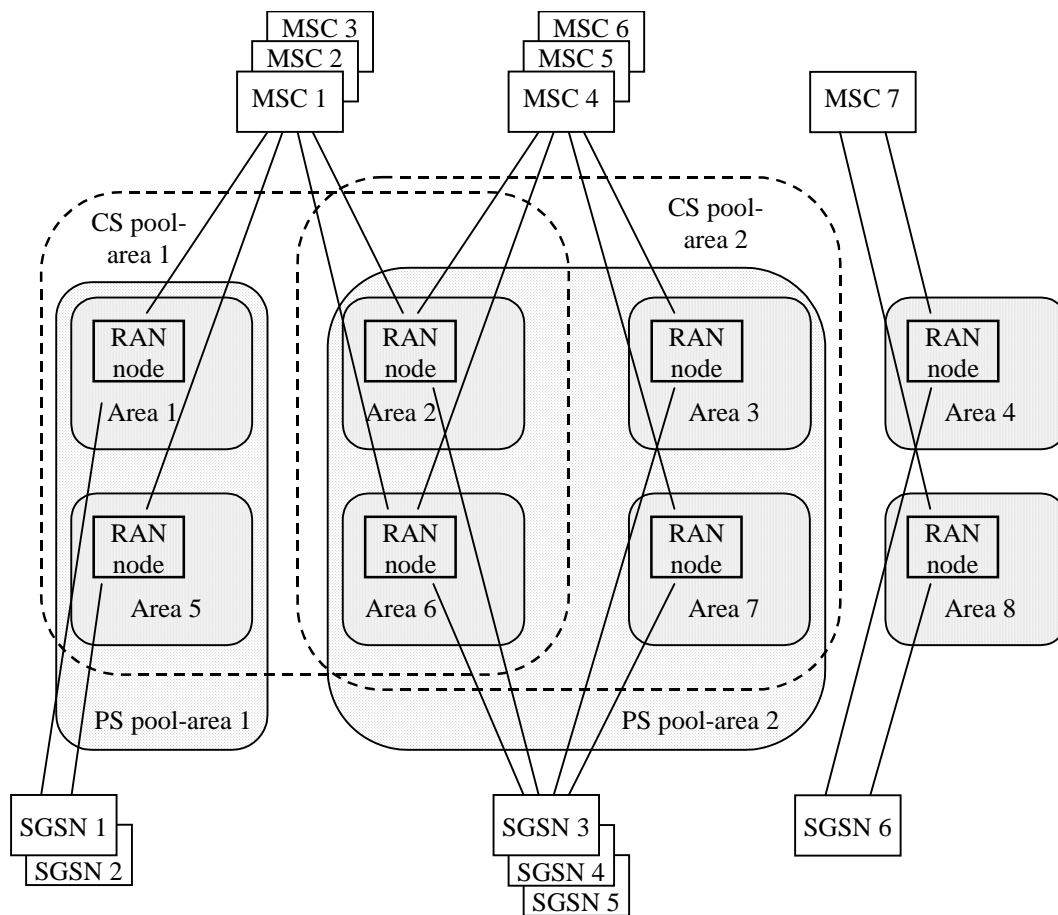 MSC 3
MSC 2
MSC 1
MSC 6
MSC 5
MSC 4
MSC 7
CS pool-
area 1
CS pool-
area 2
RAN
node
Area 1
RAN
node
Area 2
RAN
node
Area 3
RAN
node
Area 4
RAN
node
Area 5
RAN
node
Area 6
RAN
node
Area 7
RAN
node
Area 8
PS pool-area 1
PS pool-area 2
SGSN 1
SGSN 2
SGSN 3
SGSN 4
SGSN 5
SGSN 6